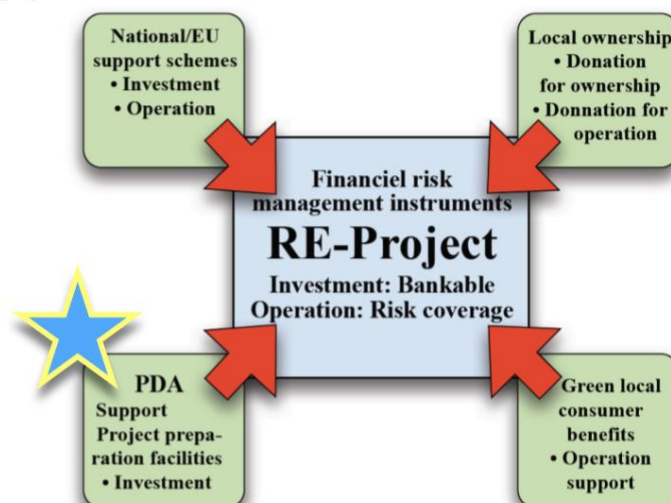 National/EU
support schemes
• Investment
• Operation
Local ownership
• Donation
for ownership
• Donnation for
operation
Financiel risk
management instruments
RE-Project
Investment: Bankable
Operation: Risk coverage
PDA
Support
Project prepa-
ration facilities
• Investment
Green local
consumer
benefits
• Operation
support